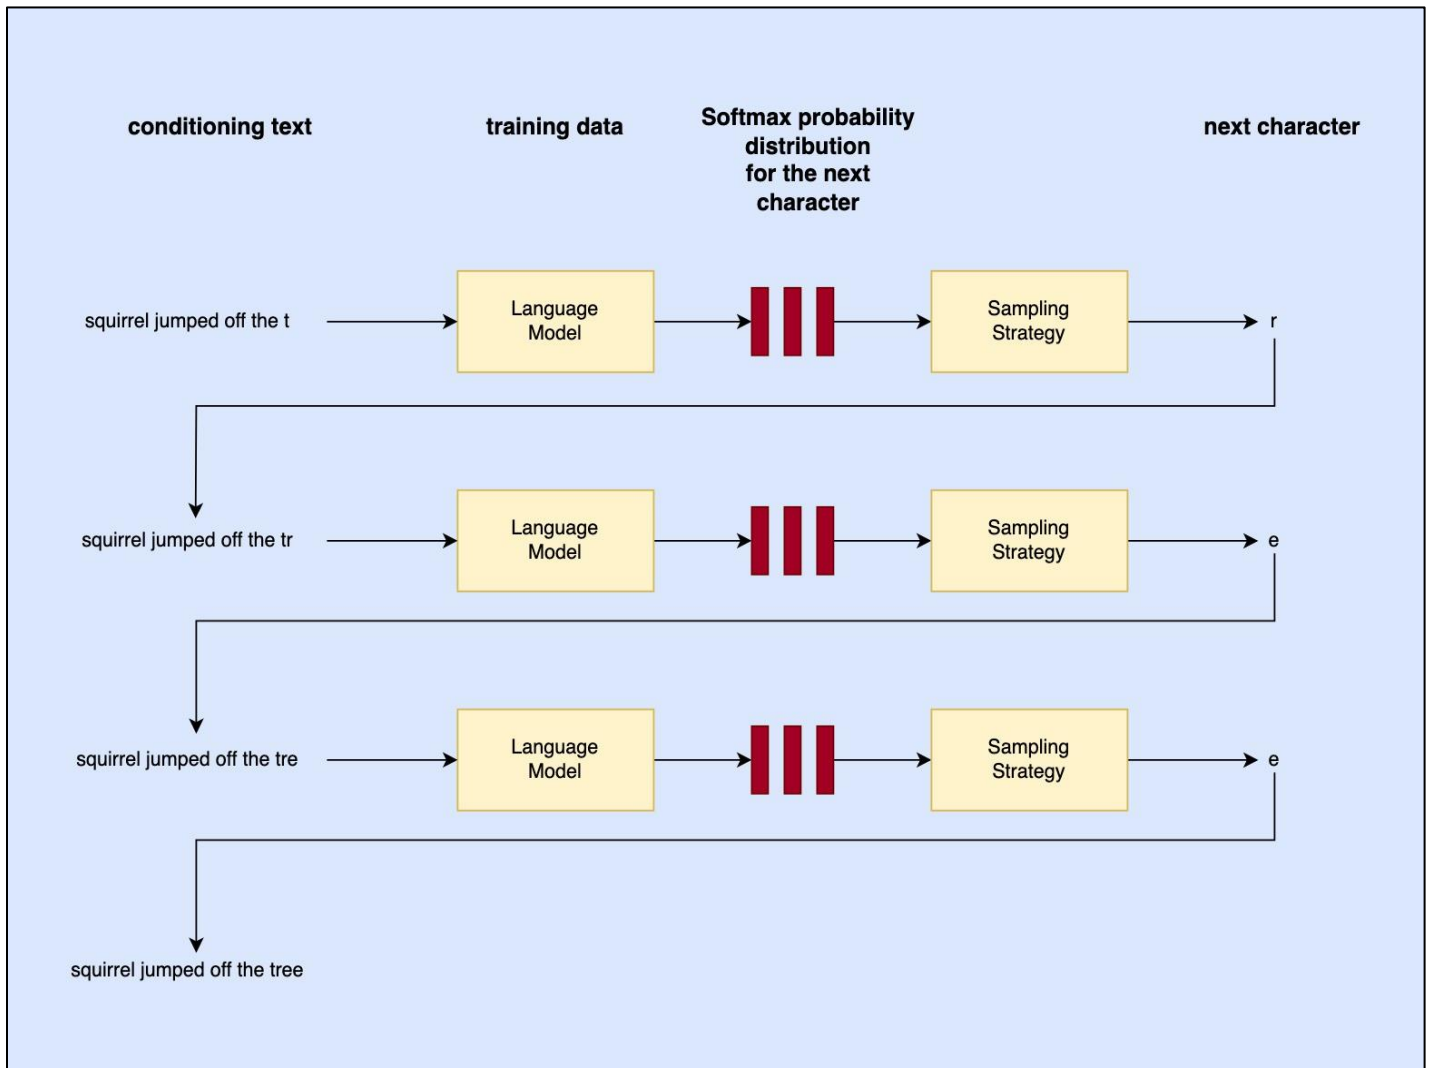 conditioning text
training data
Softmax probability
distribution
for the next
character
next character
squirrel jumped off the t
Language
Model
Sampling
Strategy
r
squirrel jumped off the tr
Language
Model
Sampling
Strategy
e
squirrel jumped off the tre
Language
Model
Sampling
Strategy
e
squirrel jumped off the tree